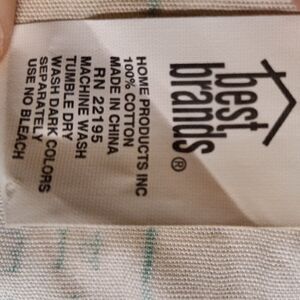 best
brands®
HOME PRODUCTS INC
100% COTTON
MADE IN CHINA
RN 22195
MACHINE WASH
TUMBLE DRY
WASH DARK COLORS
SEPARATELY
USE NO BLEACH